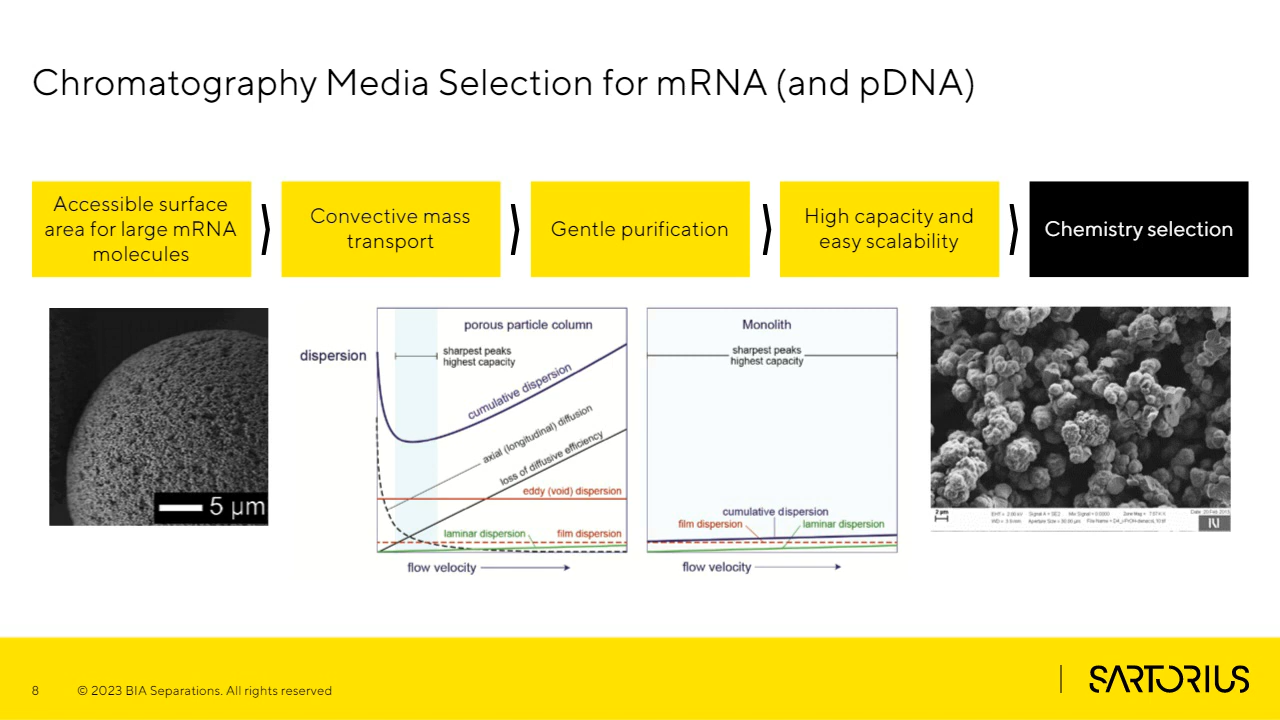 Chromatography Media Selection for mRNA (and pDNA)
Accessible surface
area for large mRNA
molecules
Convective mass
transport
Gentle purification
High capacity and
easy scalability
Chemistry selection
5 µm
porous particle column
dispersion
sharpest peaks
highest capacity
cumulative dispersion
axial (longitudinal) diffusion
loss of diffusive efficiency
eddy (void) dispersion
laminar dispersion
film dispersion
flow velocity
Monolith
sharpest peaks
highest capacity
cumulative dispersion
film dispersion
laminar dispersion
flow velocity
2 µm
8
© 2023 BIA Separations. All rights reserved
SARTORIUS